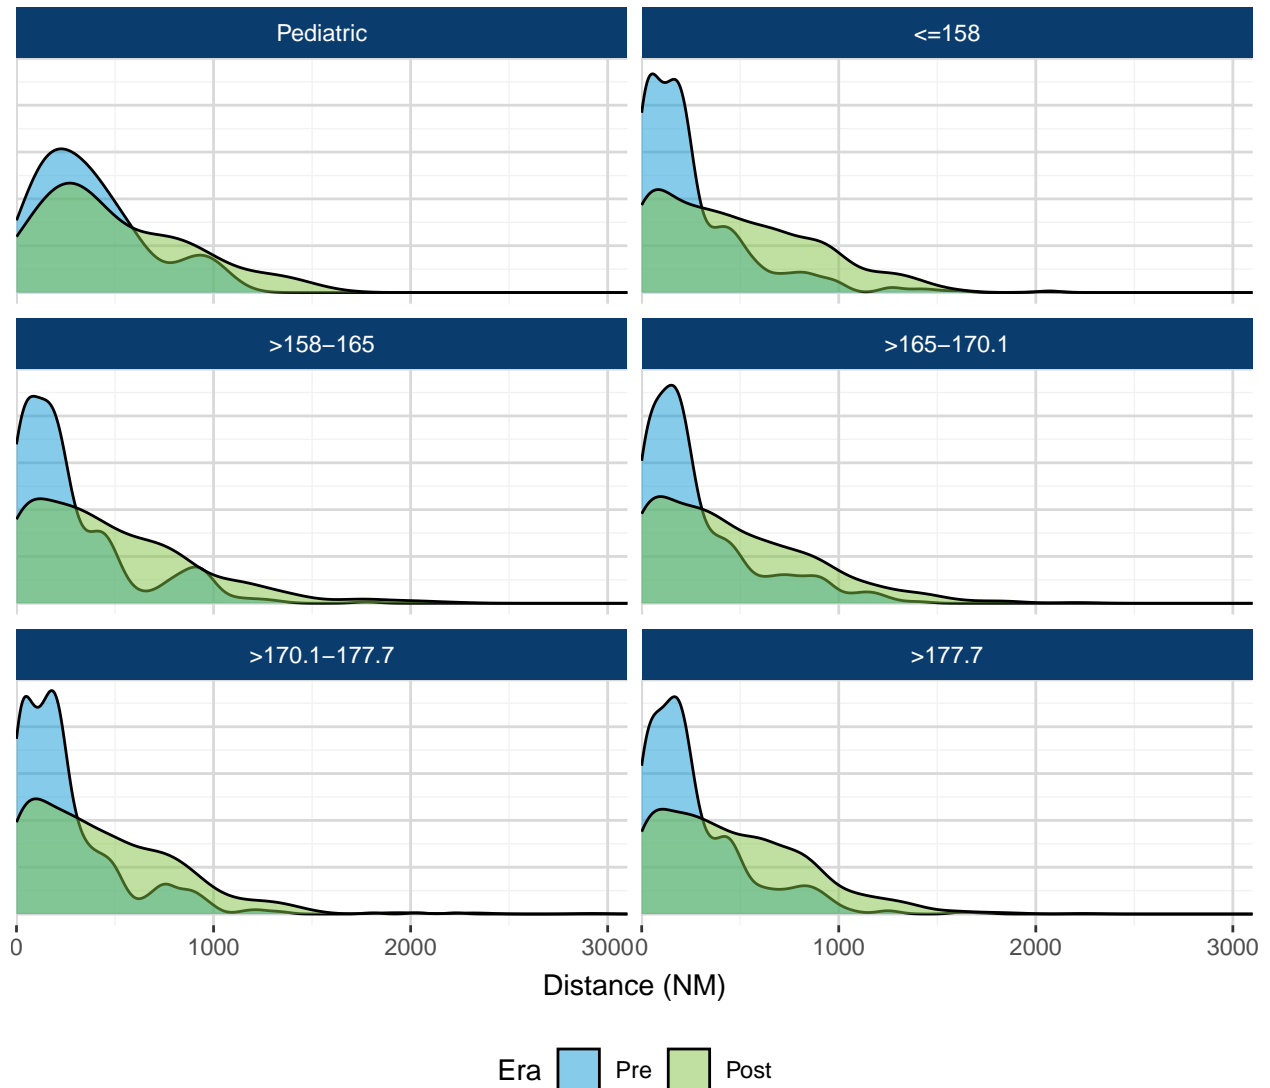 Pediatric
<=158
>158−165
>165−170.1
>170.1−177.7
>177.7
0 1000 2000 3000 0 1000 2000 3000
Distance (NM)
Era Pre Post